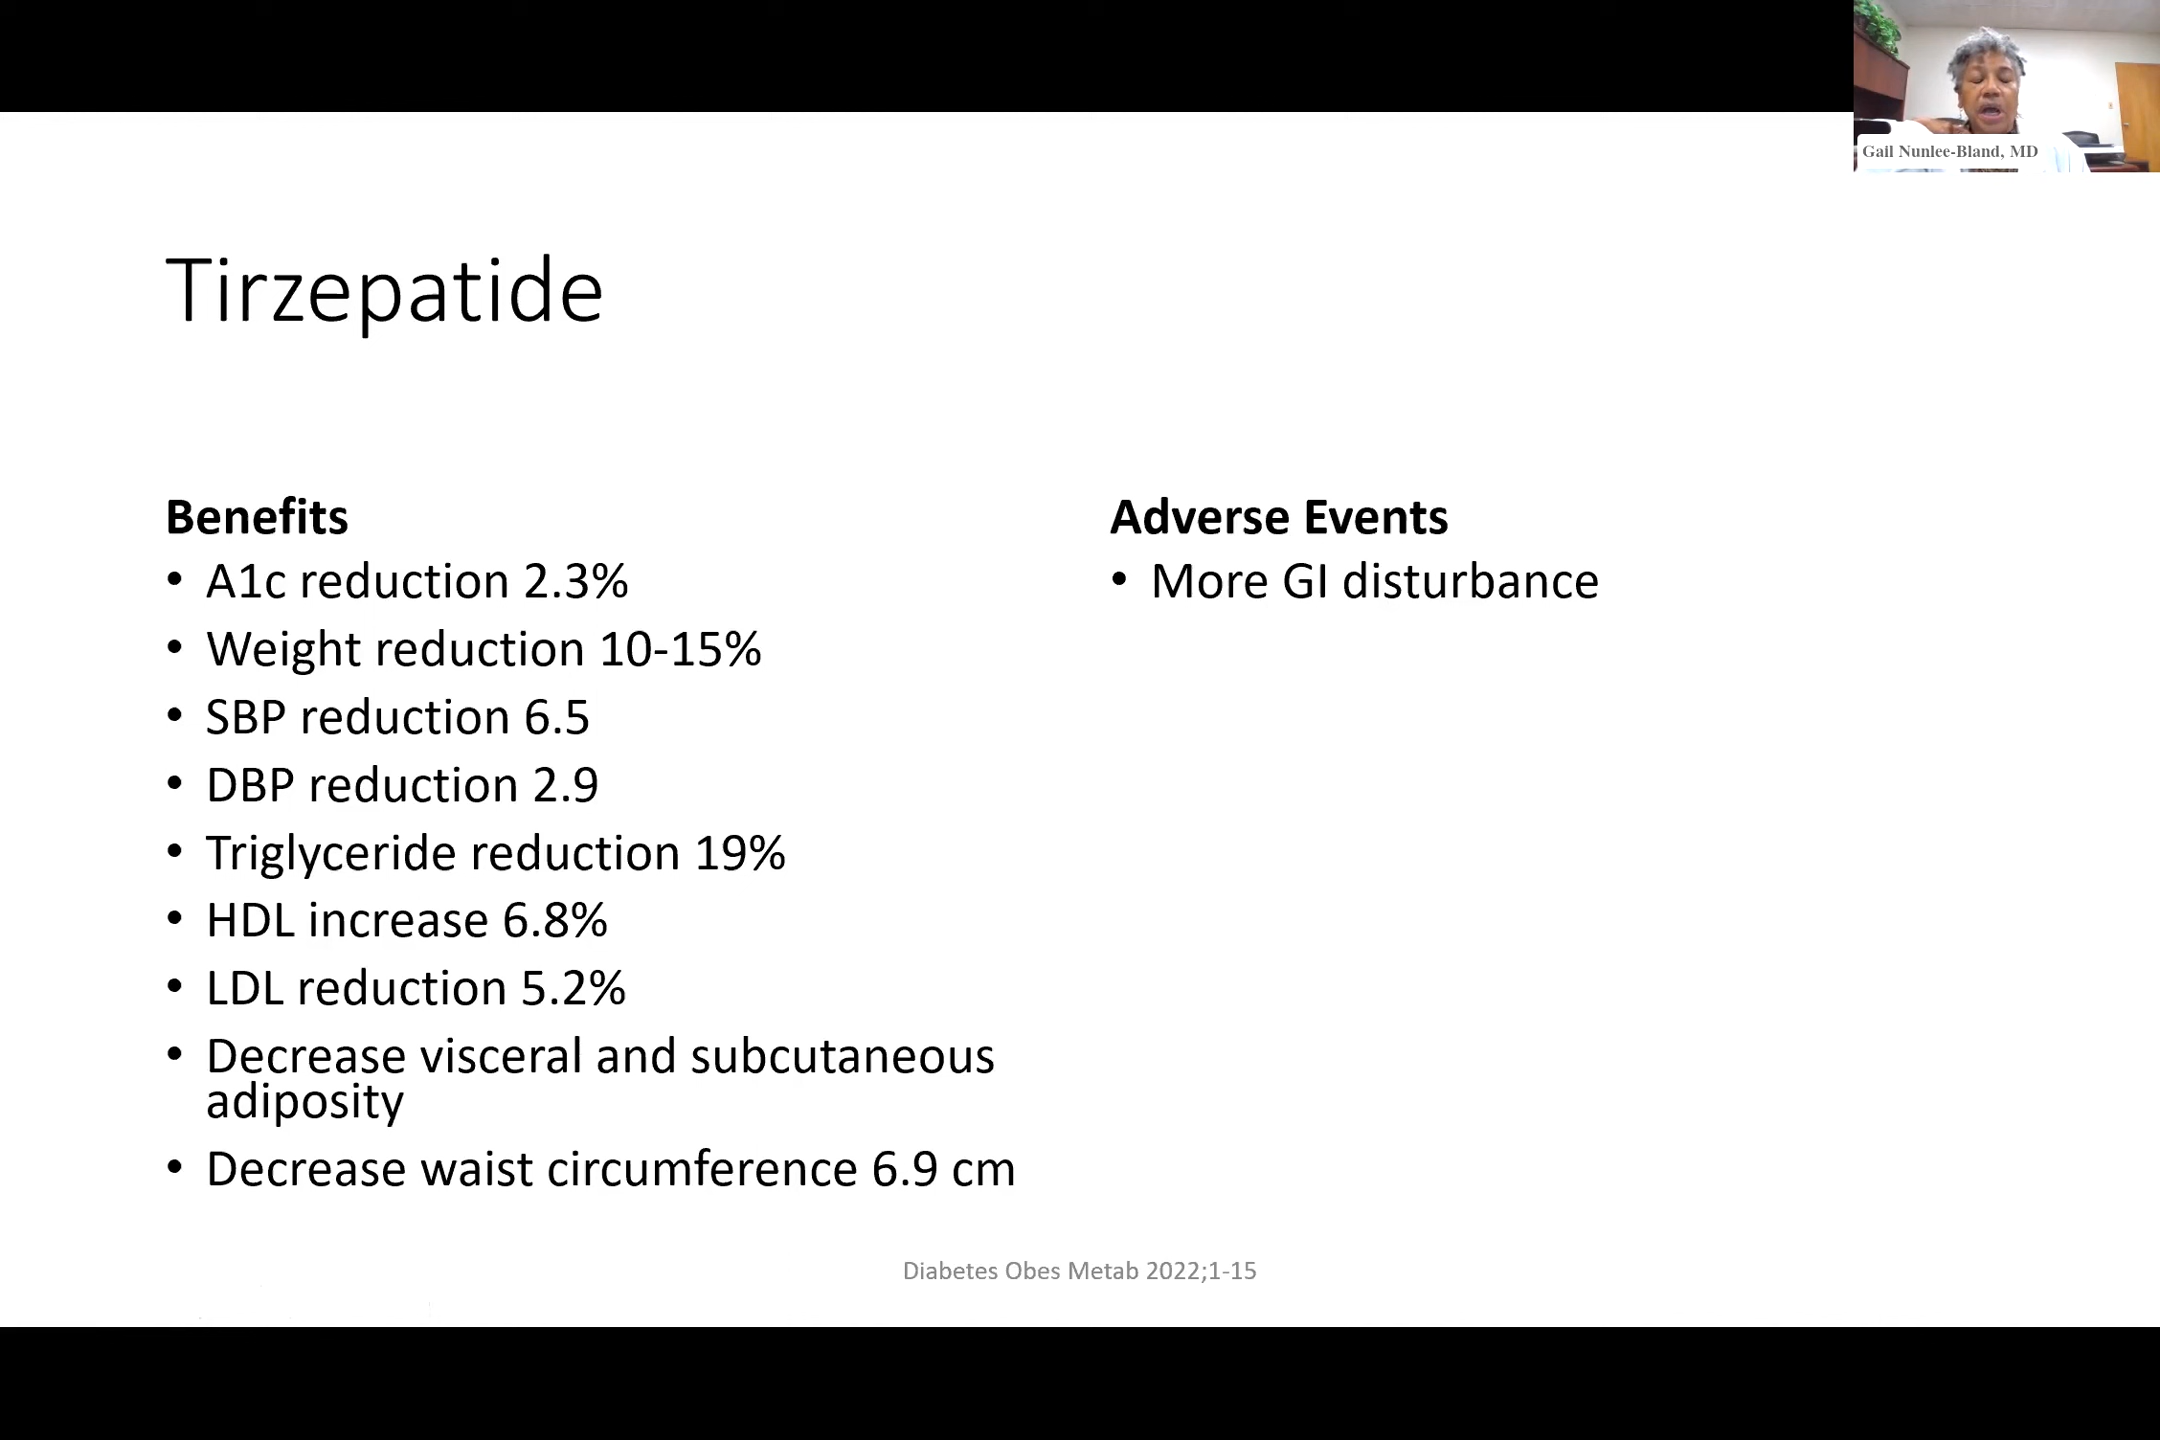 Gail Nunlee-Bland, MD
Tirzepatide
Benefits
• A1c reduction 2.3%
• Weight reduction 10-15%
• SBP reduction 6.5
• DBP reduction 2.9
• Triglyceride reduction 19%
• HDL increase 6.8%
• LDL reduction 5.2%
• Decrease visceral and subcutaneous
adiposity
• Decrease waist circumference 6.9 cm
Adverse Events
• More GI disturbance
Diabetes Obes Metab 2022;1-15